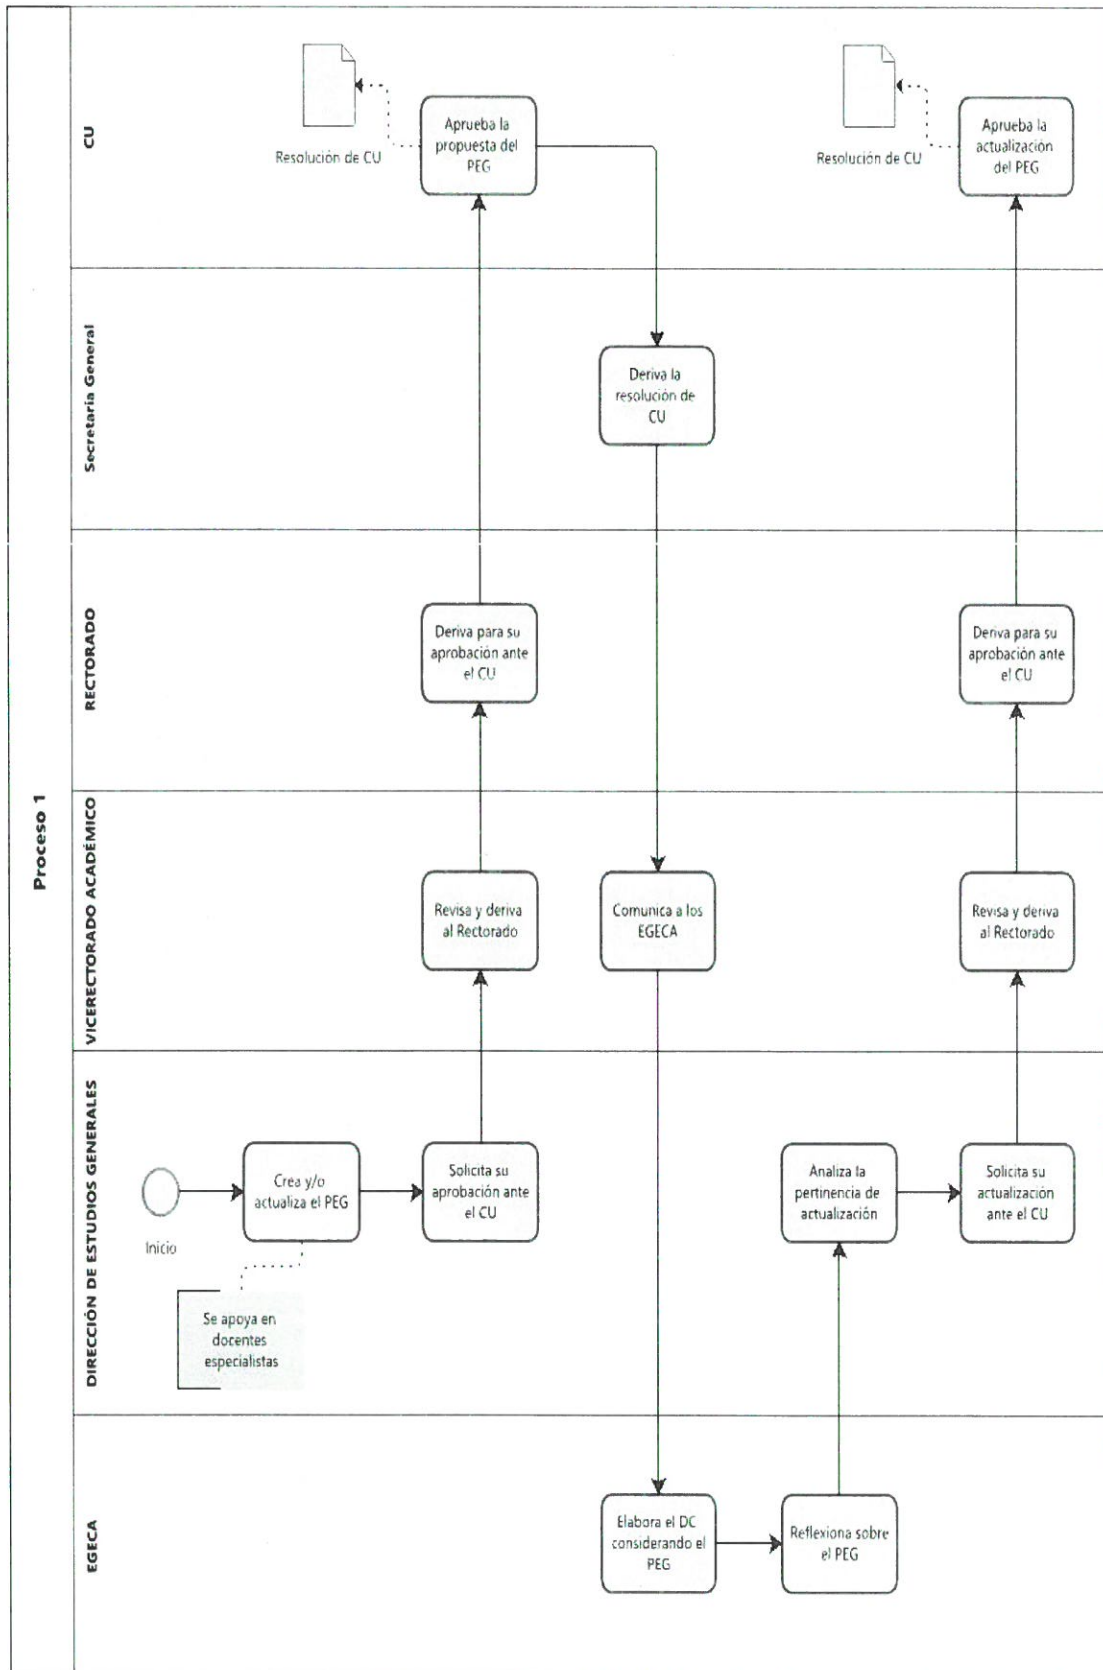 Proceso 1
CU
Resolución de CU
Aprueba la
propuesta del
PEG
Resolución de CU
Aprueba la
actualización
del PEG
Secretaria General
Deriva la
resolución de
CU
RECTORADO
Deriva para su
aprobación ante
el CU
Deriva para su
aprobación ante
el CU
VICERECTORADO ACADÉMICO
Revisa y deriva
al Rectorado
Comunica a los
EGECA
Revisa y deriva
al Rectorado
DIRECCIÓN DE ESTUDIOS GENERALES
Inicio
Crea y/o
actualiza el PEG
Se apoya en
docentes
especialistas
Solicita su
aprobación ante
el CU
Analiza la
pertinencia de
actualización
Solicita su
actualización
ante el CU
EGECA
Elabora el DC
considerando el
PEG
Reflexiona sobre
el PEG